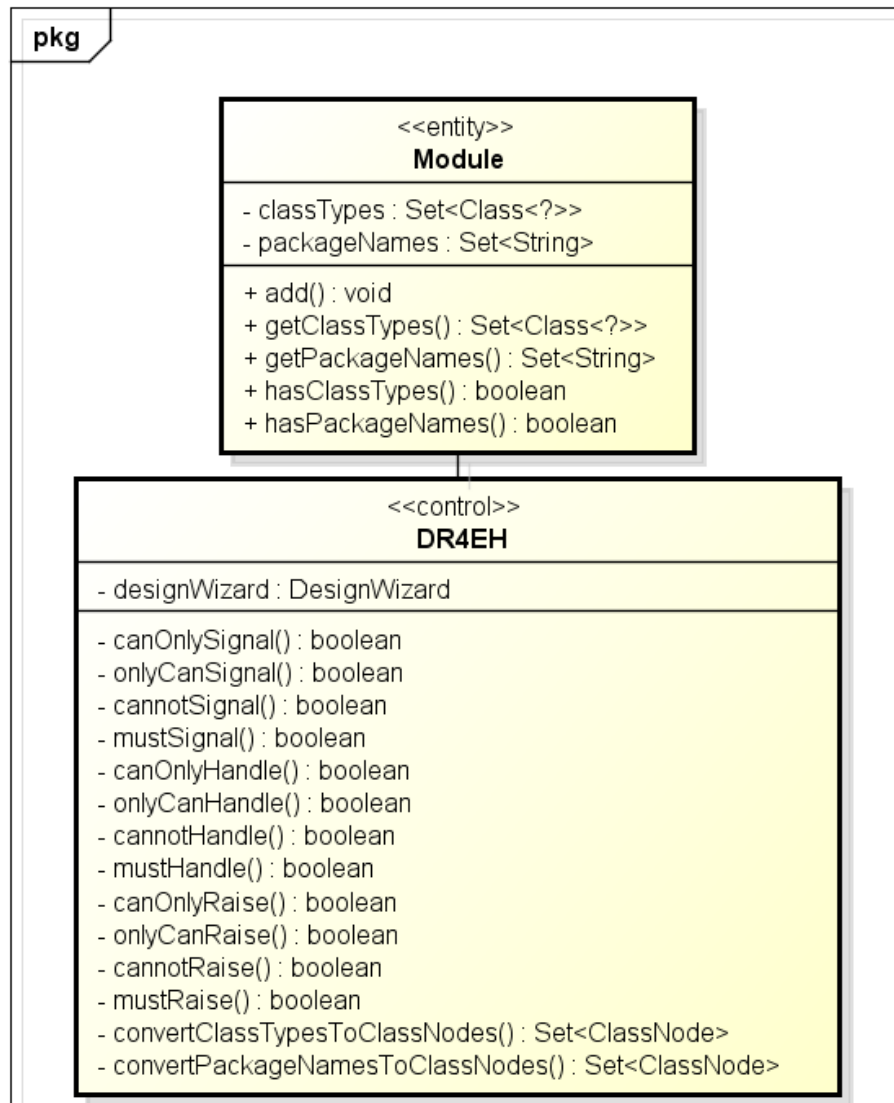 pkg
<<entity>>
Module
- classTypes : Set<Class<?>>
- packageNames : Set<String>
+ add() : void
+ getClassTypes() : Set<Class<?>>
+ getPackageNames() : Set<String>
+ hasClassTypes() : boolean
+ hasPackageNames() : boolean
<<control>>
DR4EH
- designWizard : DesignWizard
- canOnlySignal() : boolean
- onlyCanSignal() : boolean
- cannotSignal() : boolean
- mustSignal() : boolean
- canOnlyHandle() : boolean
- onlyCanHandle() : boolean
- cannotHandle() : boolean
- mustHandle() : boolean
- canOnlyRaise() : boolean
- onlyCanRaise() : boolean
- cannotRaise() : boolean
- mustRaise() : boolean
- convertClassTypesToClassNodes() : Set<ClassNode>
- convertPackageNamesToClassNodes() : Set<ClassNode>